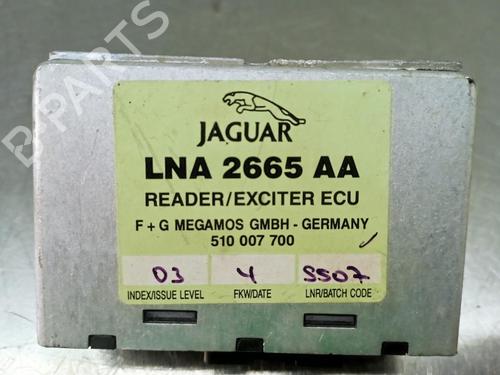 JAGUAR
LNA 2665 AA
READER/EXCITER ECU
F + G MEGAMOS GMBH - GERMANY
510 007 700
03 4 SS07
INDEX/ISSUE LEVEL FKW/DATE LNR/BATCH CODE
B-PARTS